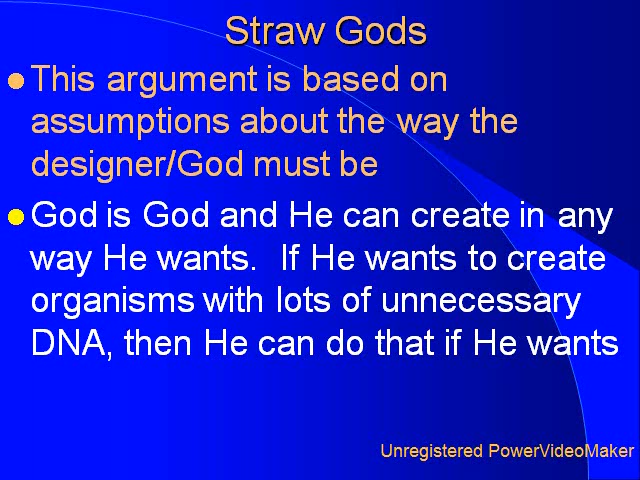 Straw Gods
This argument is based on
assumptions about the way the
designer/God must be
God is God and He can create in any
way He wants.  If He wants to create
organisms with lots of unnecessary
DNA, then He can do that if He wants
Unregistered PowerVideoMaker